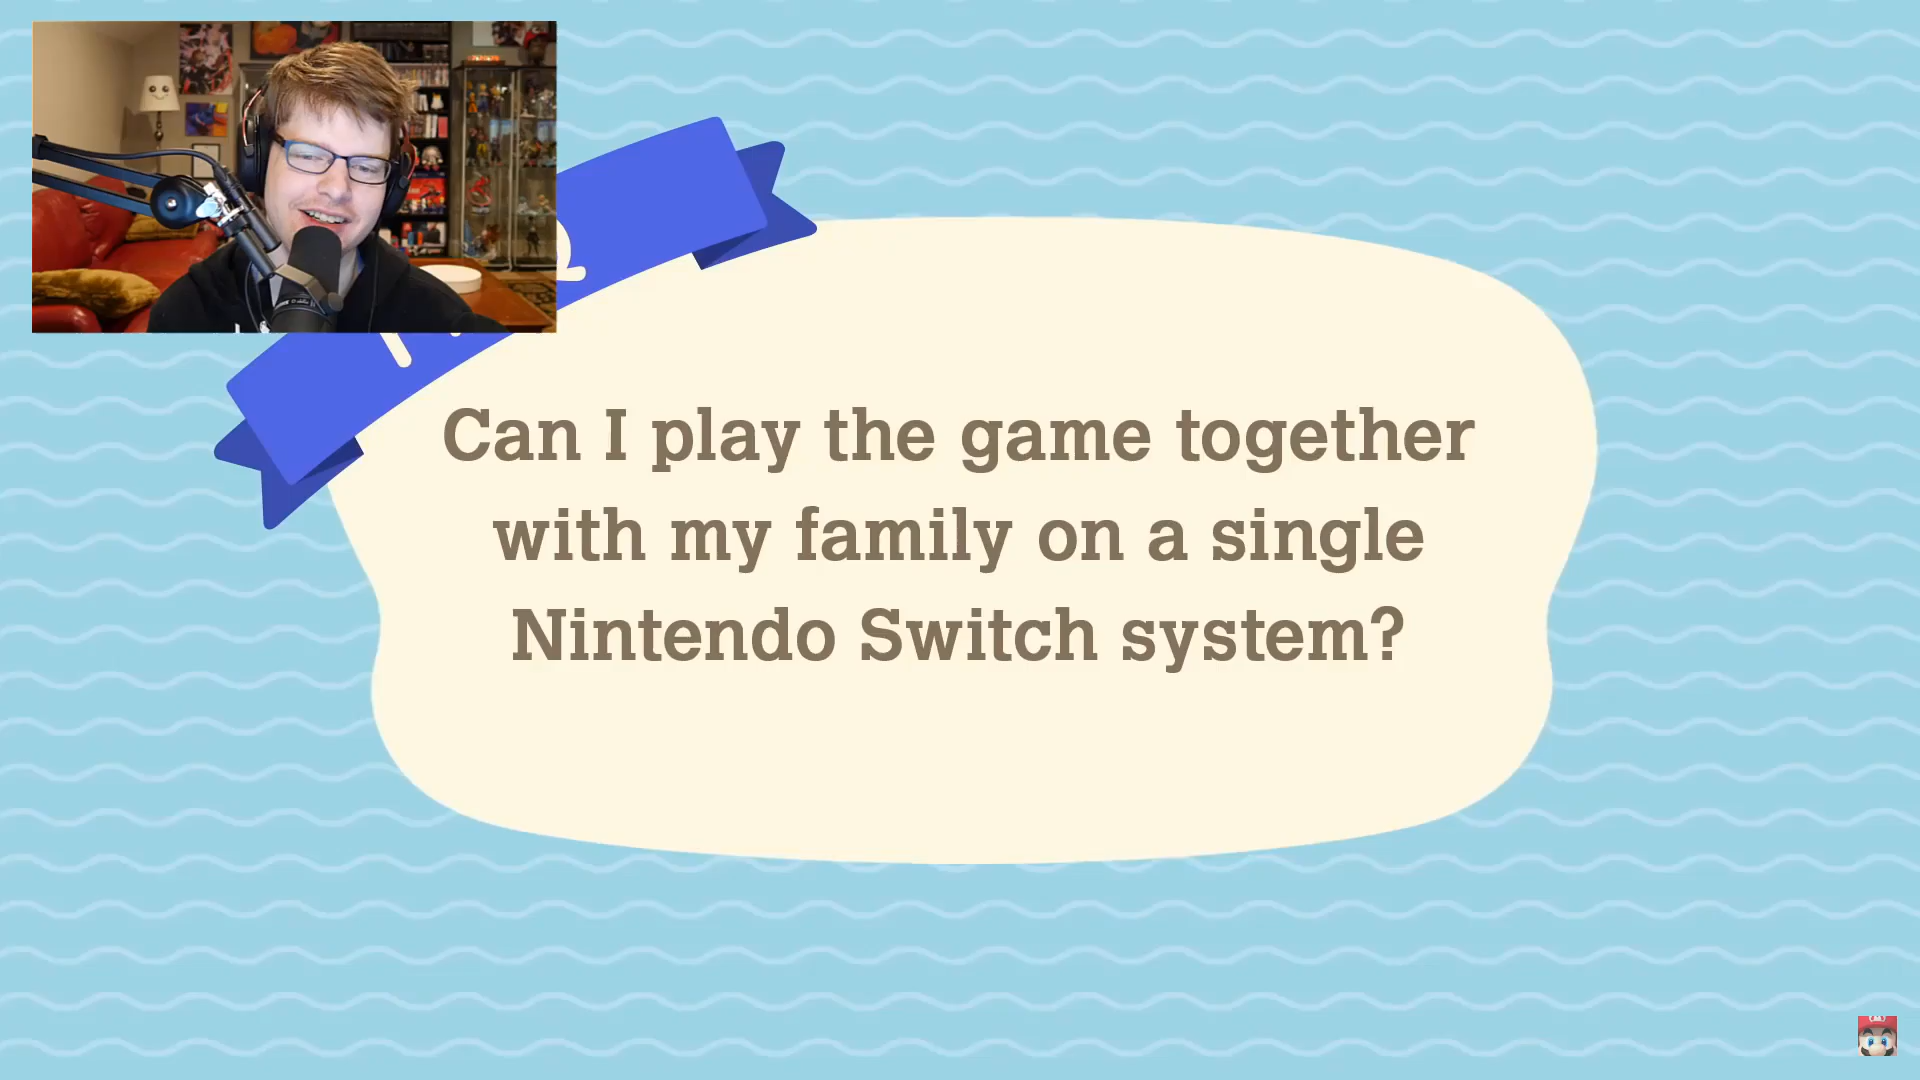 Can I play the game together
with my family on a single
Nintendo Switch system?